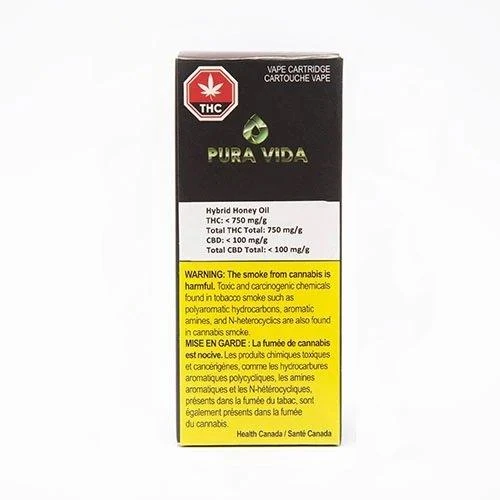 VAPE CARTRIDGE
CARTOUCHE VAPE
THC
PURA VIDA
Hybrid Honey Oil
THC: < 750 mg/g
Total THC Total: 750 mg/g
CBD: < 100 mg/g
Total CBD Total: < 100 mg/g
WARNING: The smoke from cannabis is
harmful. Toxic and carcinogenic chemicals
found in tobacco smoke such as
polyaromatic hydrocarbons, aromatic
amines, and N-heterocyclics are also found
in cannabis smoke.
MISE EN GARDE : La fumée de cannabis
est nocive. Les produits chimiques toxiques
et cancérigènes, comme les hydrocarbures
aromatiques polycycliques, les amines
aromatiques et les N-hétérocycliques,
présents dans la fumée du tabac, sont
également présents dans la fumée
du cannabis.
Health Canada / Santé Canada